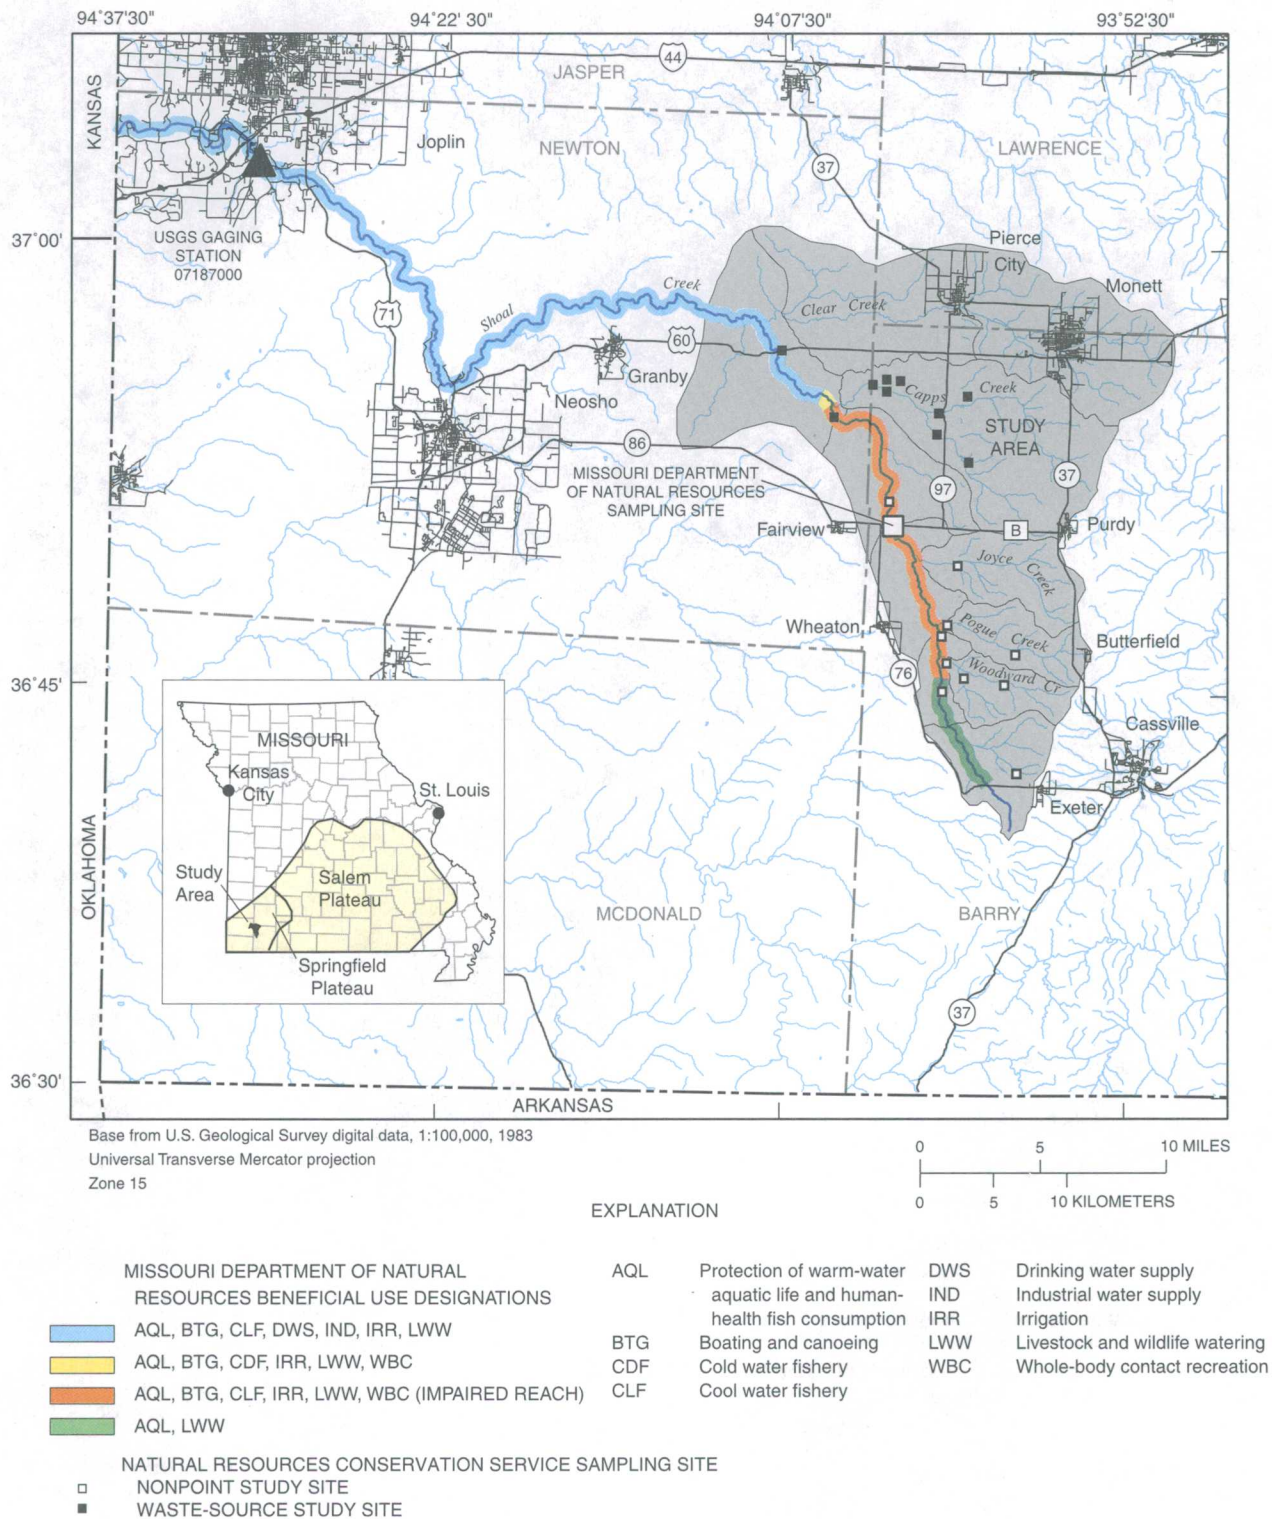 94°37'30"
94°22'30"
94°07'30"
93°52'30"
KANSAS
JASPER
44
Joplin
NEWTON
LAWRENCE
37
USGS GAGING
STATION
07187000
37°00'
Pierce
City
Monett
Shoal
Creek
Clear Creek
71
60
Granby
Neosho
Capps
Creek
STUDY
AREA
86
MISSOURI DEPARTMENT
OF NATURAL RESOURCES
SAMPLING SITE
97
37
Fairview
B
Purdy
Joyce
Creek
Wheaton
Pogue
Creek
Butterfield
76
Woodward Cr
36°45'
Cassville
Exeter
MISSOURI
Kansas
City
St. Louis
Study
Area
Salem
Plateau
Springfield
Plateau
OKLAHOMA
MCDONALD
BARRY
37
36°30'
ARKANSAS
Base from U.S. Geological Survey digital data, 1:100,000, 1983
Universal Transverse Mercator projection
Zone 15
0 5 10 MILES
0 5 10 KILOMETERS
EXPLANATION
MISSOURI DEPARTMENT OF NATURAL
RESOURCES BENEFICIAL USE DESIGNATIONS
AQL, BTG, CLF, DWS, IND, IRR, LWW
AQL, BTG, CDF, IRR, LWW, WBC
AQL, BTG, CLF, IRR, LWW, WBC (IMPAIRED REACH)
AQL, LWW
NATURAL RESOURCES CONSERVATION SERVICE SAMPLING SITE
NONPOINT STUDY SITE
WASTE-SOURCE STUDY SITE
AQL Protection of warm-water
aquatic life and human-
health fish consumption
BTG Boating and canoeing
CDF Cold water fishery
CLF Cool water fishery
DWS Drinking water supply
IND Industrial water supply
IRR Irrigation
LWW Livestock and wildlife watering
WBC Whole-body contact recreation